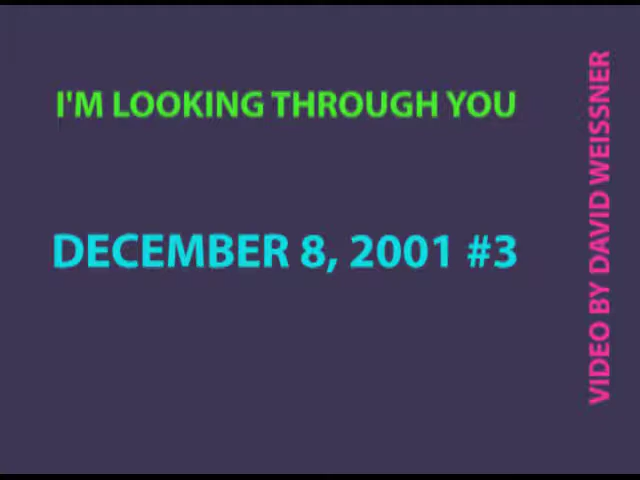 I'M LOOKING THROUGH YOU
DECEMBER 8, 2001 #3
VIDEO BY DAVID WEISSNER